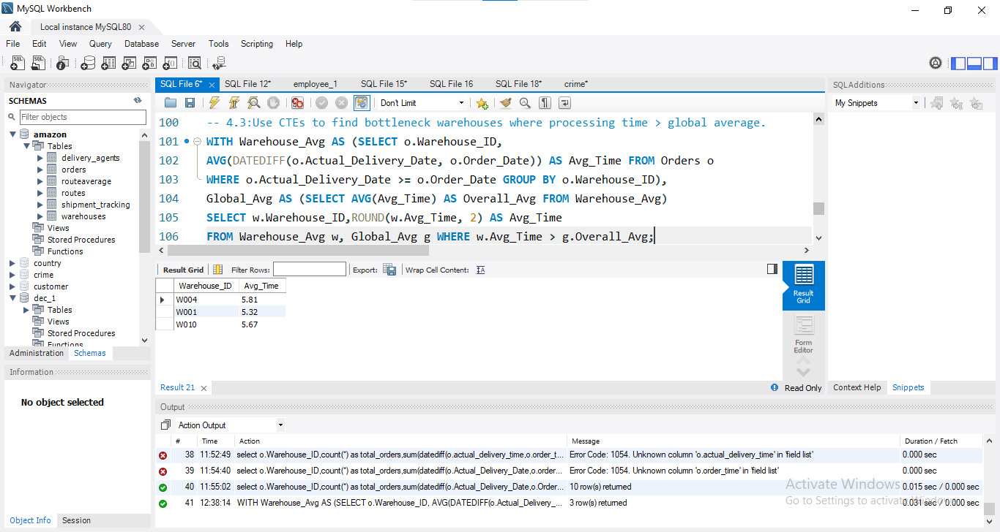 MySQL Workbench
Local instance MySQL80
File Edit View Query Database Server Tools Scripting Help
Navigator
SCHEMAS
Filter objects
amazon
Tables
delivery_agents
orders
routeaverage
routes
shipment_tracking
warehouses
Views
Stored Procedures
Functions
country
crime
customer
dec_1
Tables
Views
Stored Procedures
Functions
Administration Schemas
Information
No object selected
Object Info Session
SQL File 6* SQL File 12* employee_1 SQL File 15* SQL File 16 SQL File 18* crime*
Don't Limit
100 -- 4.3:Use CTEs to find bottleneck warehouses where processing time > global average.
101 WITH Warehouse_Avg AS (SELECT o.Warehouse_ID,
102 AVG(DATEDIFF(o.Actual_Delivery_Date, o.Order_Date)) AS Avg_Time FROM Orders o
103 WHERE o.Actual_Delivery_Date >= o.Order_Date GROUP BY o.Warehouse_ID),
104 Global_Avg AS (SELECT AVG(Avg_Time) AS Overall_Avg FROM Warehouse_Avg)
105 SELECT w.Warehouse_ID,ROUND(w.Avg_Time, 2) AS Avg_Time
106 FROM Warehouse_Avg w, Global_Avg g WHERE w.Avg_Time > g.Overall_Avg;
Result Grid Filter Rows: Export: Wrap Cell Content:
Warehouse_ID Avg_Time
W004 5.81
W001 5.32
W010 5.67
Result Grid
Form Editor
Result 21 Read Only
SQLAdditions
My Snippets
Context Help Snippets
Output
Action Output
# Time Action Message Duration / Fetch
38 11:52:49 select o.Warehouse_ID,count(*) as total_orders,sum(datediff(o.actual_delivery_time,o.order_t... Error Code: 1054. Unknown column 'o.actual_delivery_time' in 'field list' 0.000 sec
39 11:54:40 select o.Warehouse_ID,count(*) as total_orders,sum(datediff(o.Actual_Delivery_Date,o.order... Error Code: 1054. Unknown column 'o.order_time' in 'field list' 0.000 sec
40 11:55:02 select o.Warehouse_ID,count(*) as total_orders,sum(datediff(o.Actual_Delivery_Date,o.Order... 10 row(s) returned 0.015 sec / 0.000 sec
41 12:38:14 WITH Warehouse_Avg AS (SELECT o.Warehouse_ID, AVG(DATEDIFF(o.Actual_Delivery_... 3 row(s) returned 0.031 sec / 0.000 sec
Activate Windows
Go to Settings to activate Windows.